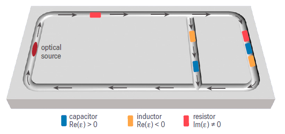 optical
source
capacitor
Re(ε) > 0
inductor
Re(ε) < 0
resistor
Im(ε) ≠ 0